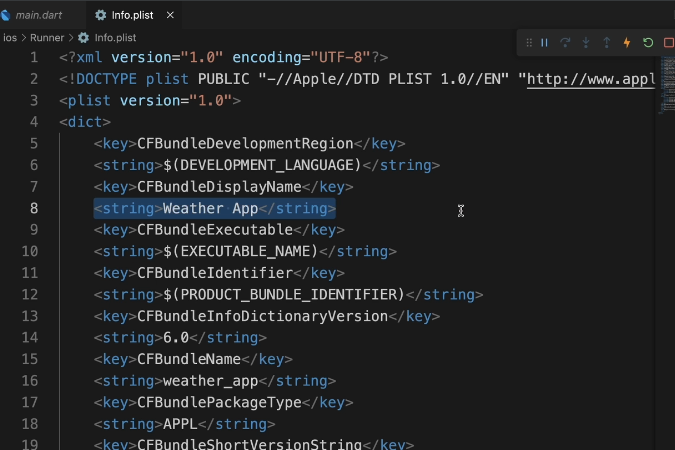 main.dart
Info.plist
ios › Runner › Info.plist
1 <?xml version="1.0" encoding="UTF-8"?>
2 <!DOCTYPE plist PUBLIC "-//Apple//DTD PLIST 1.0//EN" "http://www.appl
3 <plist version="1.0">
4 <dict>
5 <key>CFBundleDevelopmentRegion</key>
6 <string>$(DEVELOPMENT_LANGUAGE)</string>
7 <key>CFBundleDisplayName</key>
8 <string>Weather App</string>
9 <key>CFBundleExecutable</key>
10 <string>$(EXECUTABLE_NAME)</string>
11 <key>CFBundleIdentifier</key>
12 <string>$(PRODUCT_BUNDLE_IDENTIFIER)</string>
13 <key>CFBundleInfoDictionaryVersion</key>
14 <string>6.0</string>
15 <key>CFBundleName</key>
16 <string>weather_app</string>
17 <key>CFBundlePackageType</key>
18 <string>APPL</string>
19 <key>CFBundleShortVersionString</key>